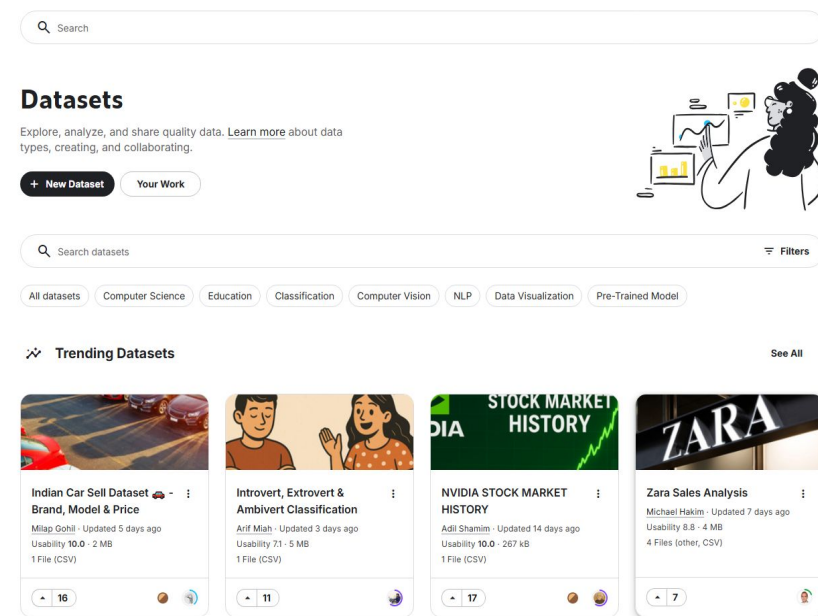 Search
Datasets
Explore, analyze, and share quality data. Learn more about data
types, creating, and collaborating.
+ New Dataset
Your Work
Search datasets
Filters
All datasets
Computer Science
Education
Classification
Computer Vision
NLP
Data Visualization
Pre-Trained Model
Trending Datasets
See All
Indian Car Sell Dataset 🚗 -
Brand, Model & Price
Milap Gohil · Updated 5 days ago
Usability 10.0 · 2 MB
1 File (CSV)
16
Introvert, Extrovert &
Ambivert Classification
Arif Miah · Updated 3 days ago
Usability 7.1 · 5 MB
1 File (CSV)
11
DIA
STOCK MARKET
HISTORY
NVIDIA STOCK MARKET
HISTORY
Adil Shamim · Updated 14 days ago
Usability 10.0 · 267 kB
1 File (CSV)
17
ZARA
Zara Sales Analysis
Michael Hakim · Updated 7 days ago
Usability 8.8 · 4 MB
4 Files (other, CSV)
7